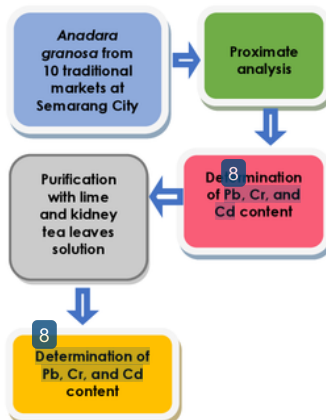 Anadara
granosa from
10 traditional
markets at
Semarang City
Proximate
analysis
8
Determination
of Pb, Cr, and
Cd content
Purification
with lime
and kidney
tea leaves
solution
8
Determination of
Pb, Cr, and Cd
content